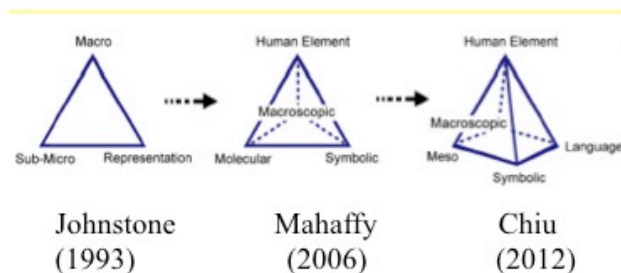 Macro
Sub-Micro
Representation
Human Element
Macroscopic
Molecular
Symbolic
Human Element
Macroscopic
Meso
Language
Symbolic
Johnstone
(1993)
Mahaffy
(2006)
Chiu
(2012)